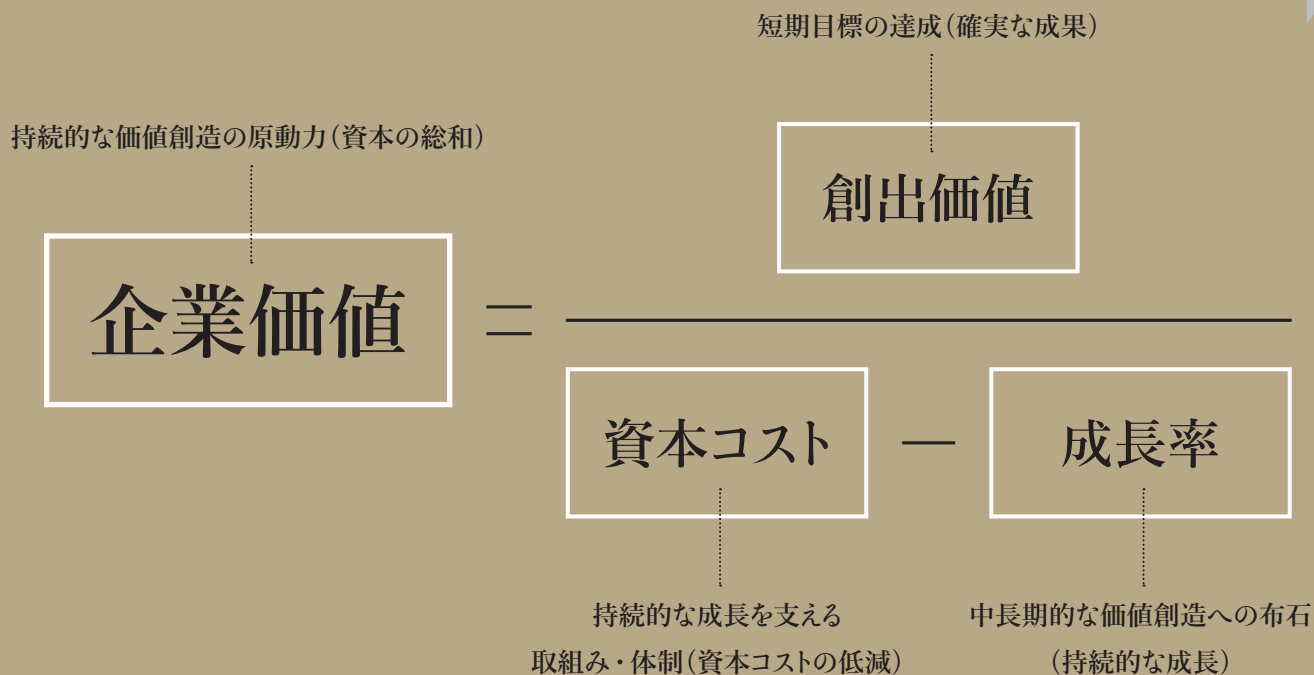 短期目標の達成(確実な成果)
持続的な価値創造の原動力(資本の総和)
創出価値
企業価値
=
資本コスト
—
成長率
持続的な成長を支える
取組み・体制(資本コストの低減)
中長期的な価値創造への布石
(持続的な成長)